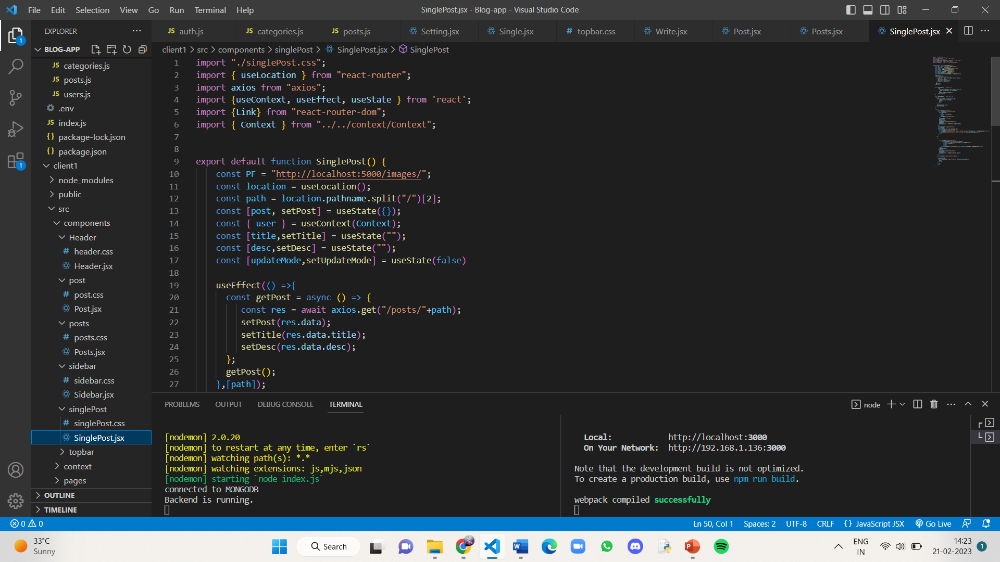 File Edit Selection View Go Run Terminal Help
SinglePost.jsx - Blog-app - Visual Studio Code
EXPLORER
JS auth.js
JS categories.js
JS posts.js
Setting.jsx
Single.jsx
# topbar.css
Write.jsx
Post.jsx
Posts.jsx
SinglePost.jsx
BLOG-APP
client1 > src > components > singlePost > SinglePost.jsx > SinglePost
JS categories.js
JS posts.js
JS users.js
.env
JS index.js
{} package-lock.json
{} package.json
client1
node_modules
public
src
components
Header
# header.css
Header.jsx
post
# post.css
Post.jsx
posts
# posts.css
Posts.jsx
sidebar
# sidebar.css
Sidebar.jsx
singlePost
# singlePost.css
SinglePost.jsx
topbar
context
pages
OUTLINE
TIMELINE
1
1
1 import "./singlePost.css";
2 import { useLocation } from "react-router";
3 import axios from "axios";
4 import {useContext, useEffect, useState } from 'react';
5 import {Link} from "react-router-dom";
6 import { Context } from "../../context/Context";
7
8
9 export default function SinglePost() {
10 const PF = "http://localhost:5000/images/";
11 const location = useLocation();
12 const path = location.pathname.split("/")[2];
13 const [post, setPost] = useState({});
14 const { user } = useContext(Context);
15 const [title,setTitle] = useState("");
16 const [desc,setDesc] = useState("");
17 const [updateMode,setUpdateMode] = useState(false)
18
19 useEffect(() =>{
20 const getPost = async () => {
21 const res = await axios.get("/posts/"+path);
22 setPost(res.data);
23 setTitle(res.data.title);
24 setDesc(res.data.desc);
25 };
26 getPost();
27 },[path]);
PROBLEMS OUTPUT DEBUG CONSOLE TERMINAL
node
[nodemon] 2.0.20
[nodemon] to restart at any time, enter `rs`
[nodemon] watching path(s): *.*
[nodemon] watching extensions: js,mjs,json
[nodemon] starting `node index.js`
connected to MONGODB
Backend is running.
Local: http://localhost:3000
On Your Network: http://192.168.1.136:3000
Note that the development build is not optimized.
To create a production build, use npm run build.
webpack compiled successfully
0 0
Ln 50, Col 1 Spaces: 2 UTF-8 CRLF {} JavaScript JSX Go Live
33°C
Sunny
Search
ENG
IN
14:23
21-02-2023
1